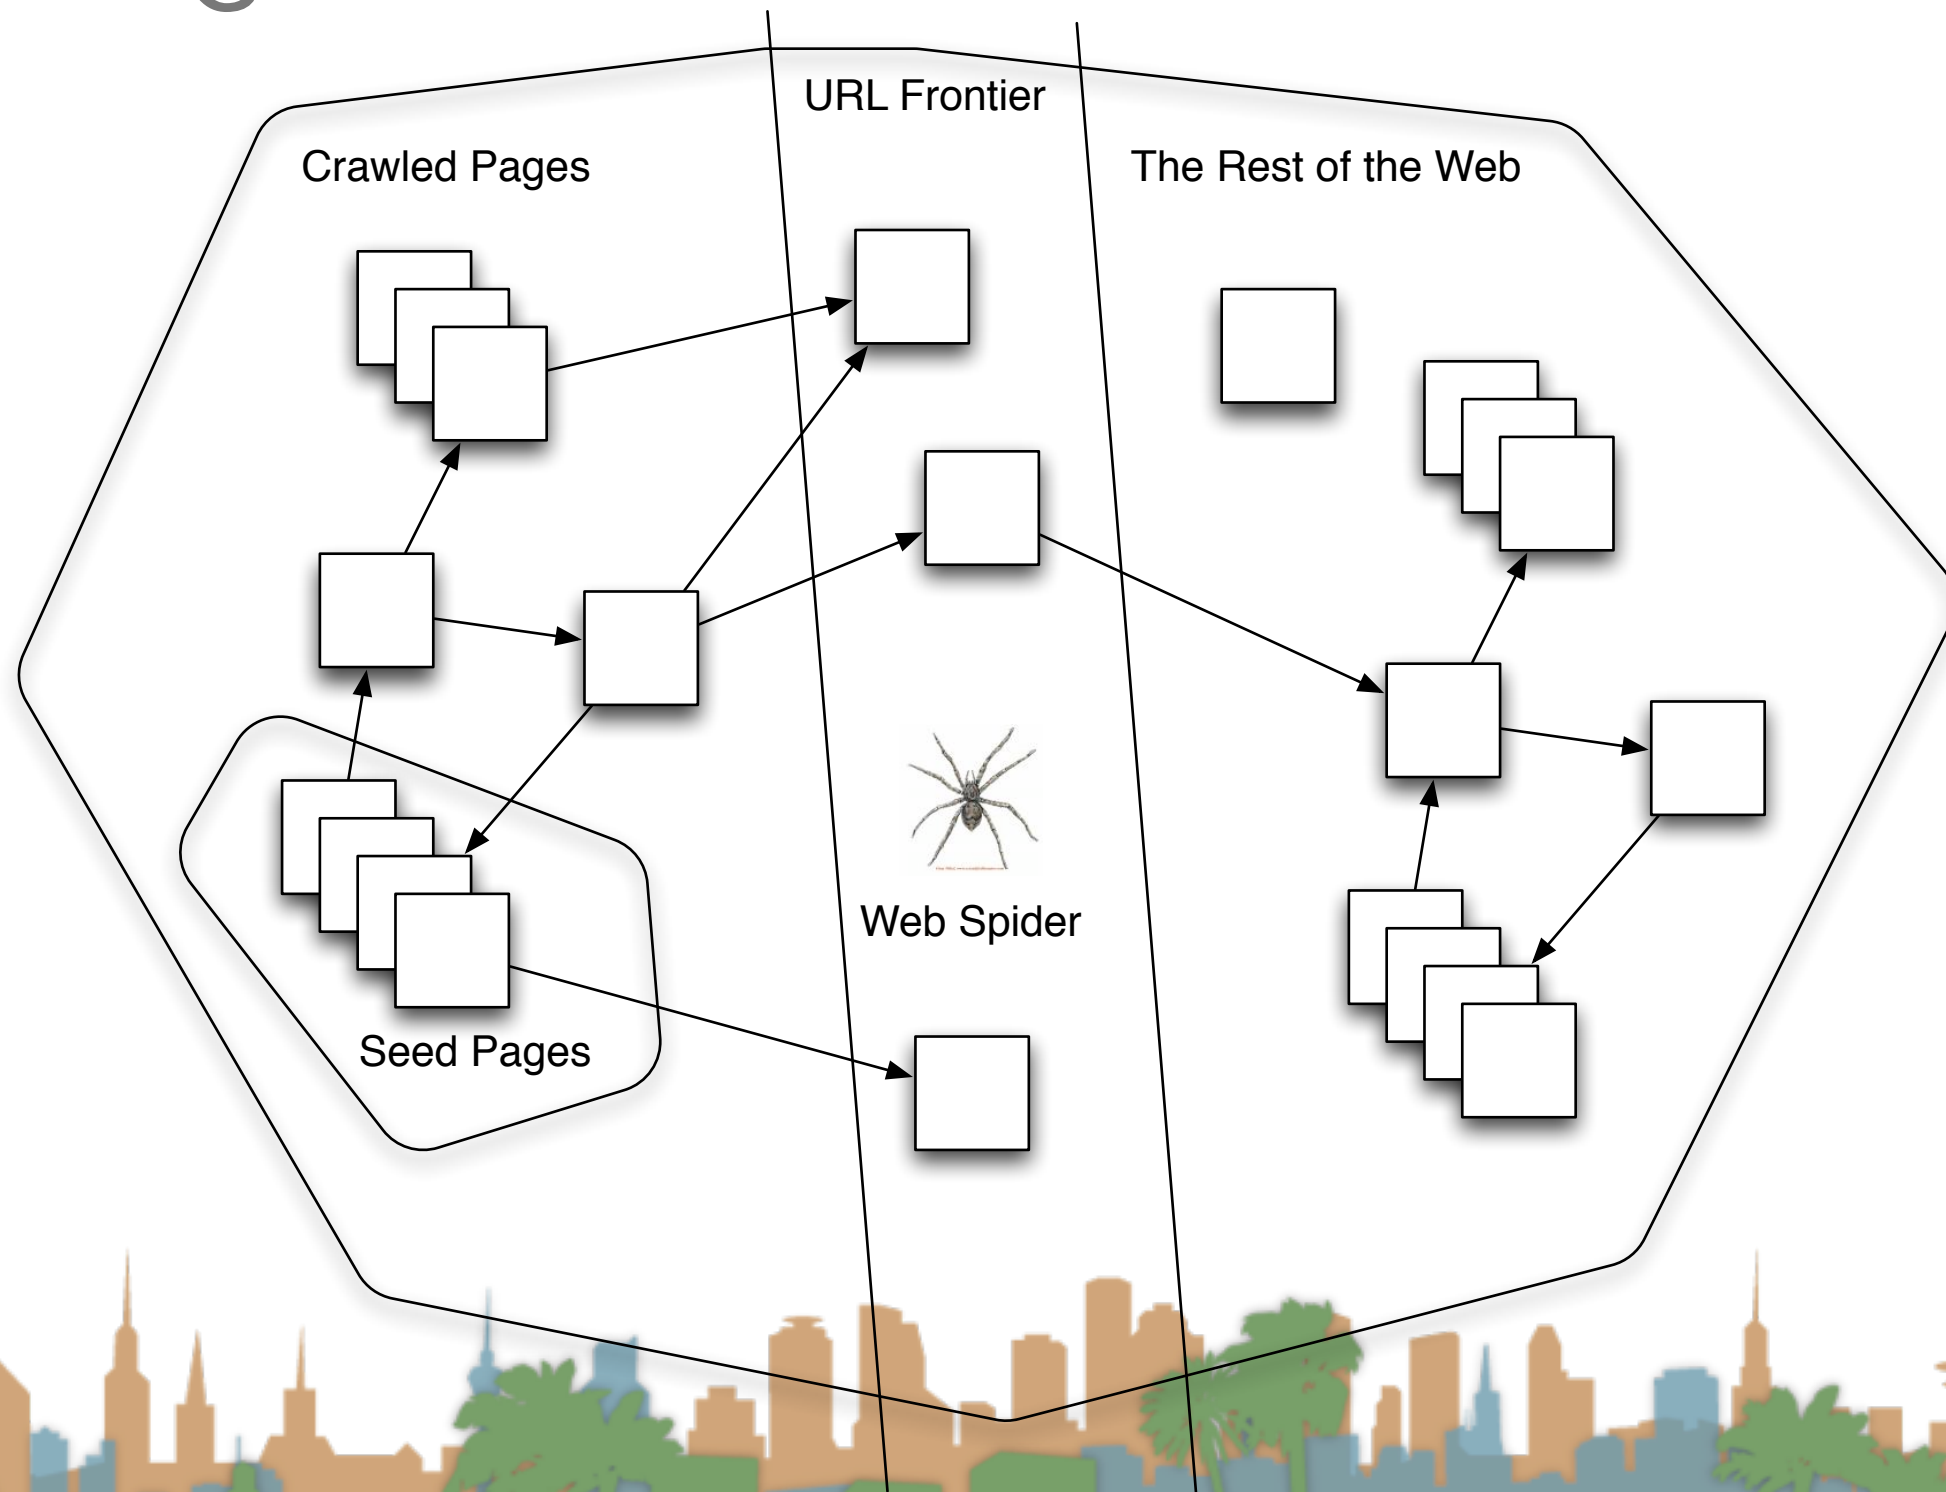 URL Frontier
Crawled Pages
The Rest of the Web
Web Spider
Seed Pages